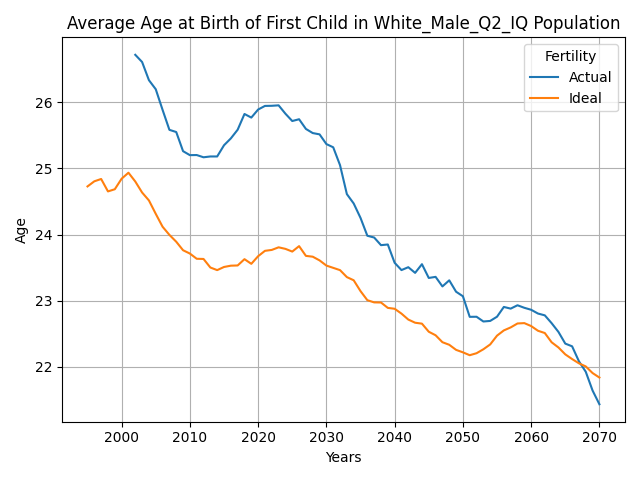 Average Age at Birth of First Child in White_Male_Q2_IQ Population
Fertility
Actual
Ideal
26
25
24
23
22
Age
2000 2010 2020 2030 2040 2050 2060 2070
Years